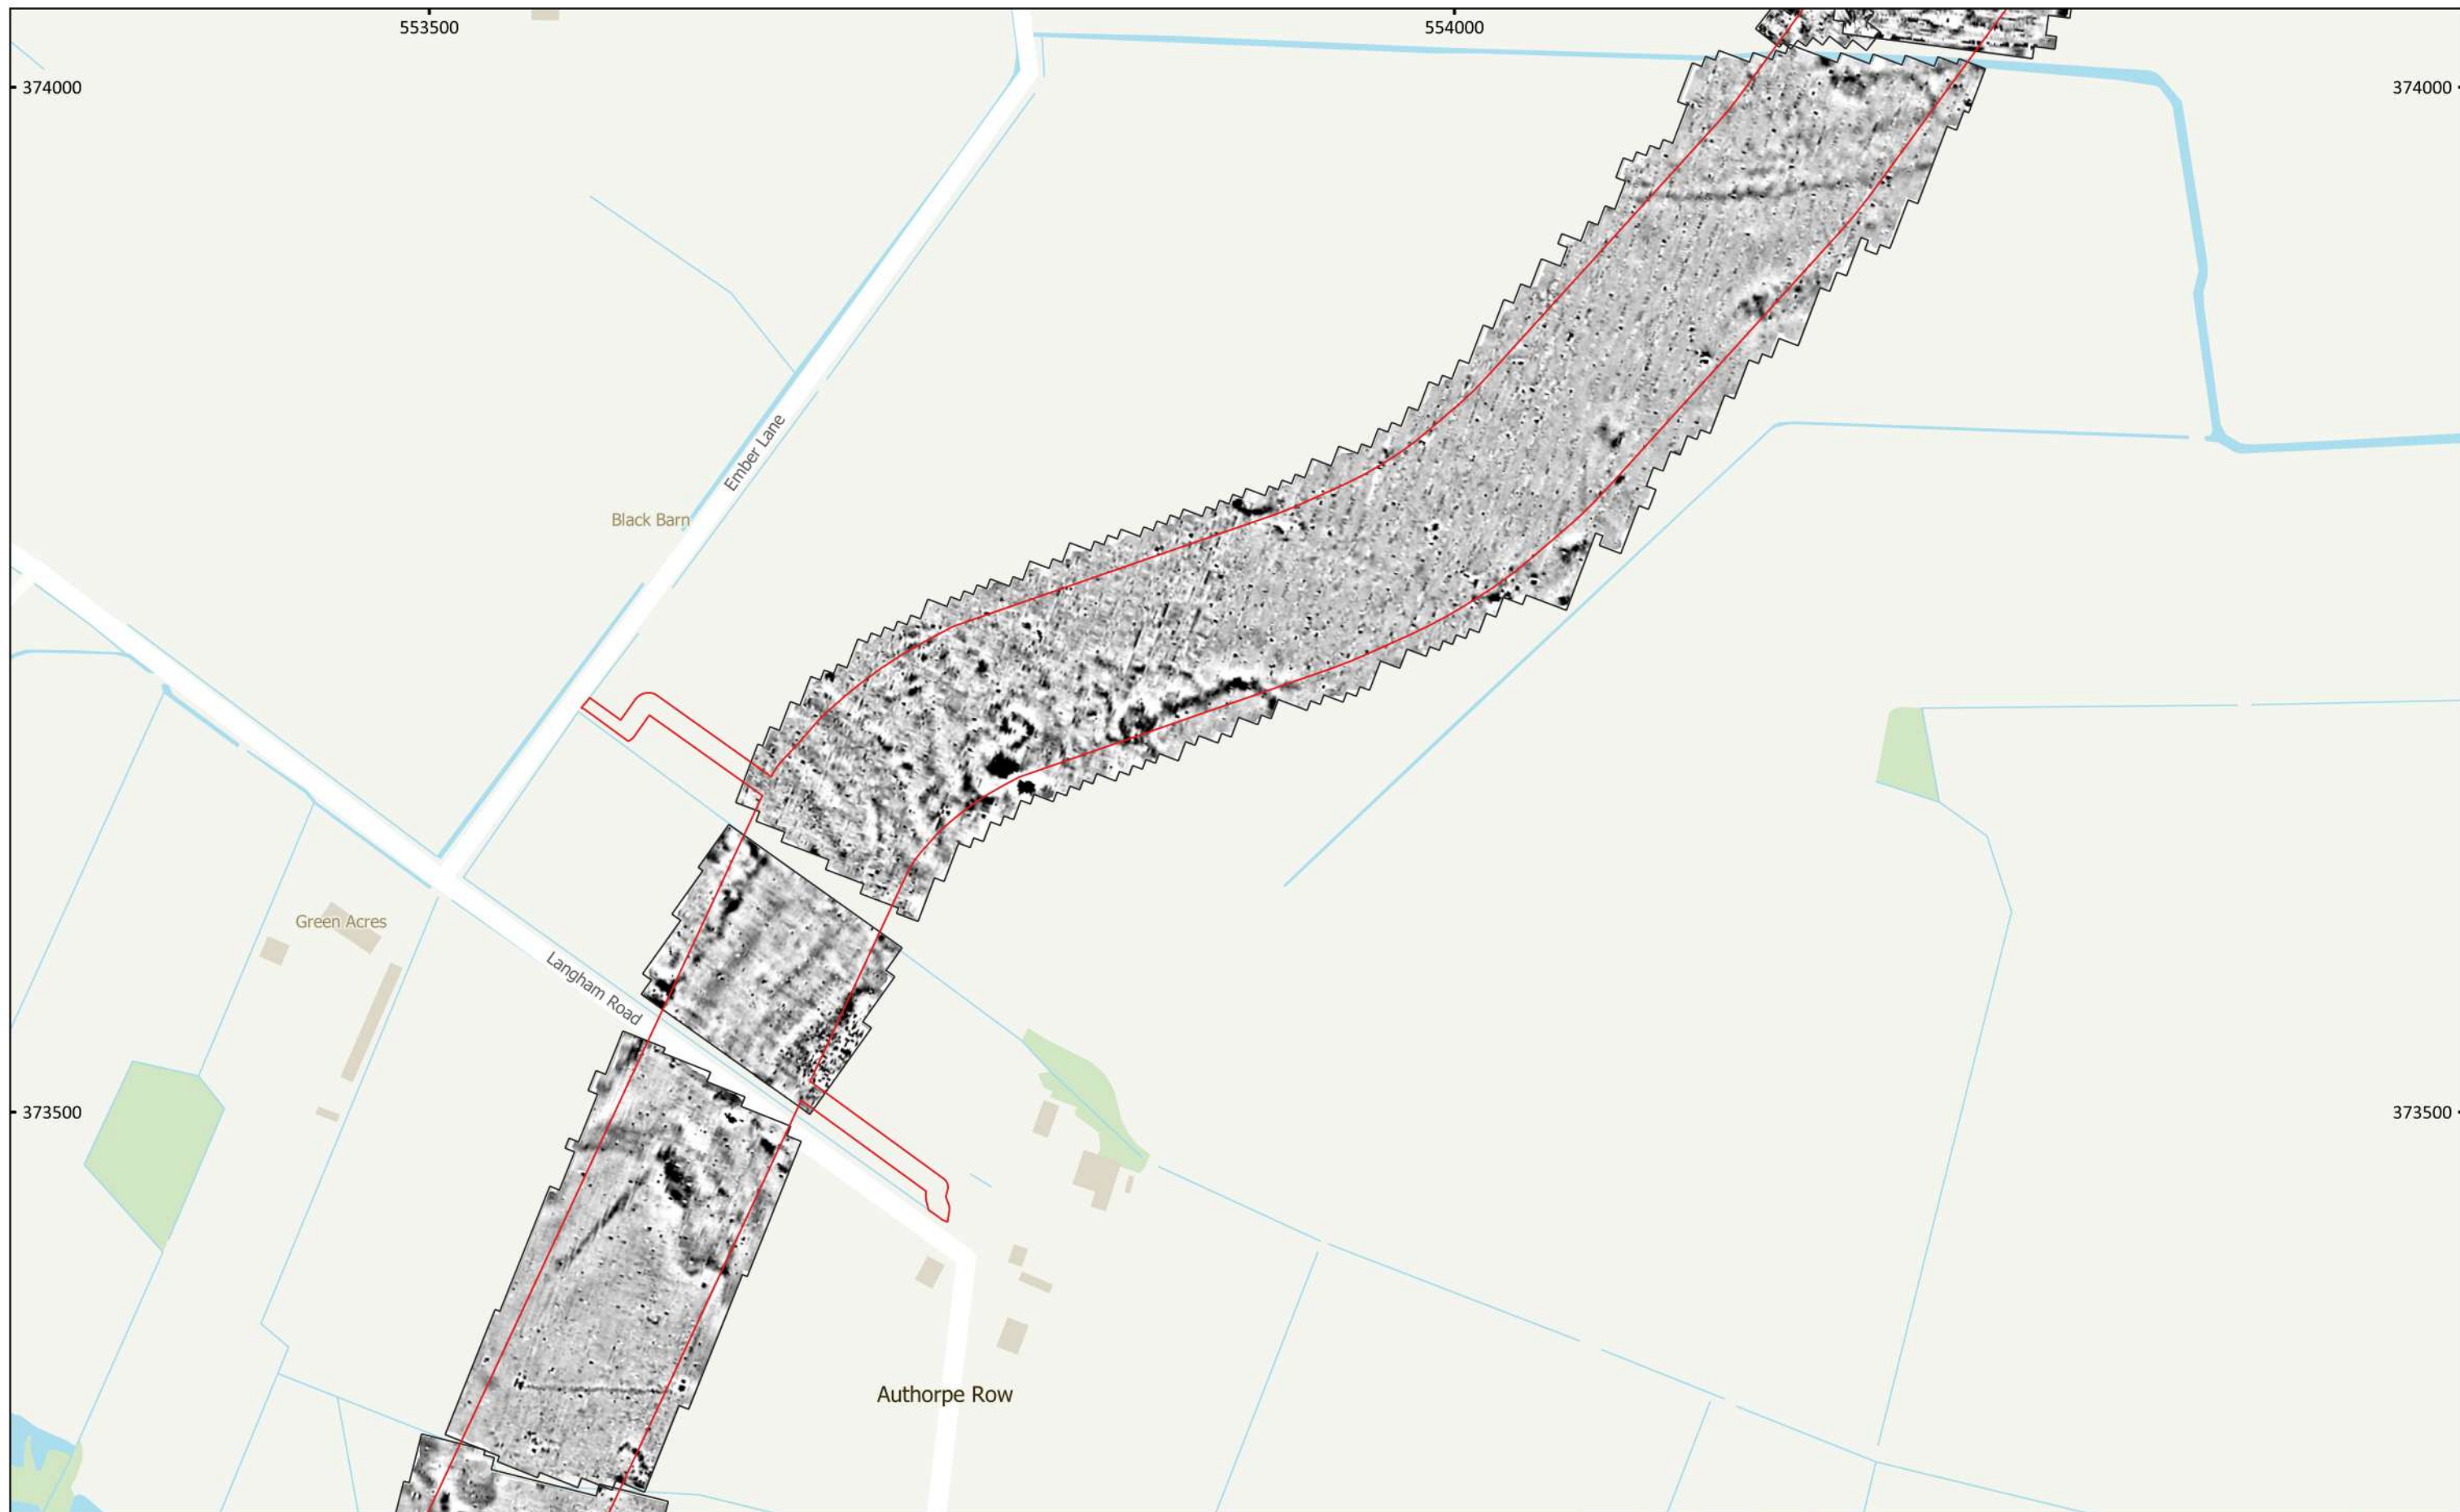 553500
554000
374000
374000
Ember Lane
Black Barn
Green Acres
Langham Road
373500
373500
Authorpe Row